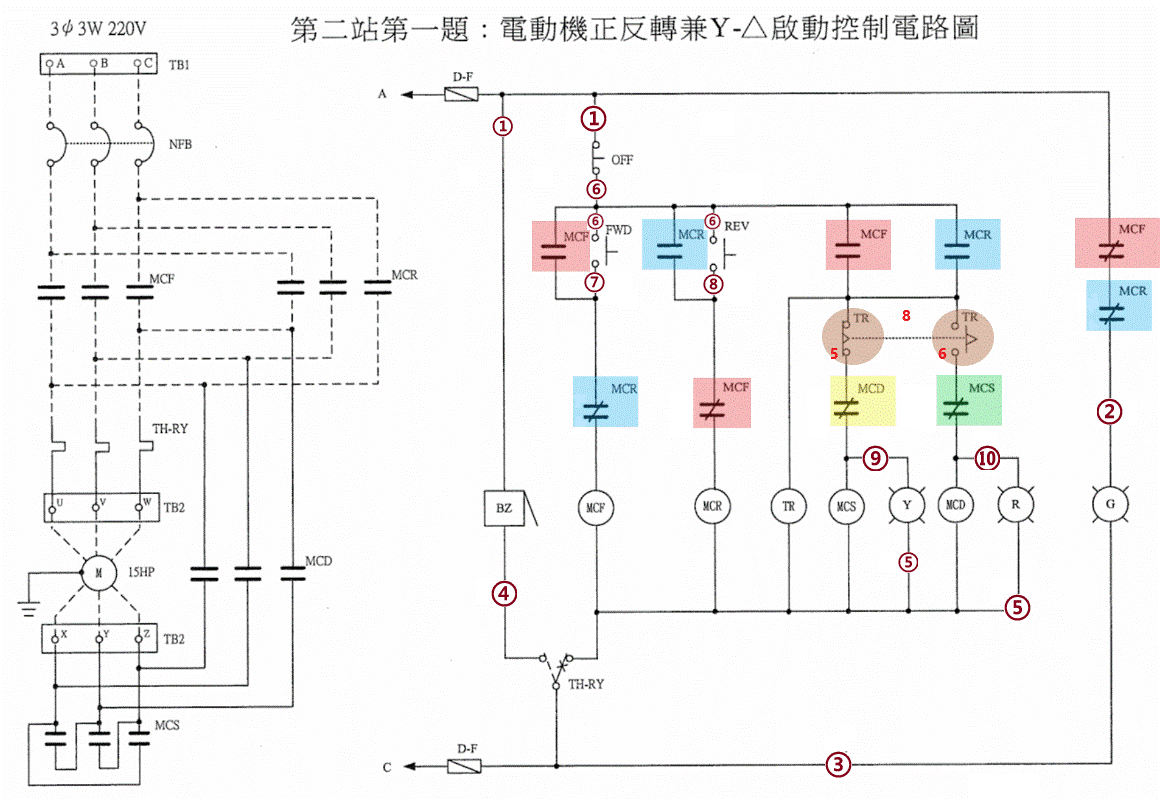 第二站第一題：電動機正反轉兼Y-△啟動控制電路圖
3φ 3W 220V
A B C TB1
NFB
MCF
MCR
TH-RY
U V W TB2
M 15HP
MCD
X Y Z TB2
MCS
A D-F
① ①
OFF
⑥
MCF ⑥ FWD MCR ⑥ REV MCF MCR MCF
⑦ ⑧
MCR
TR 8 TR
5 6
MCR MCF MCD MCS
②
⑨ ⑩
BZ MCF MCR TR MCS Y MCD R G
⑤
④ ⑤
TH-RY
C D-F ③